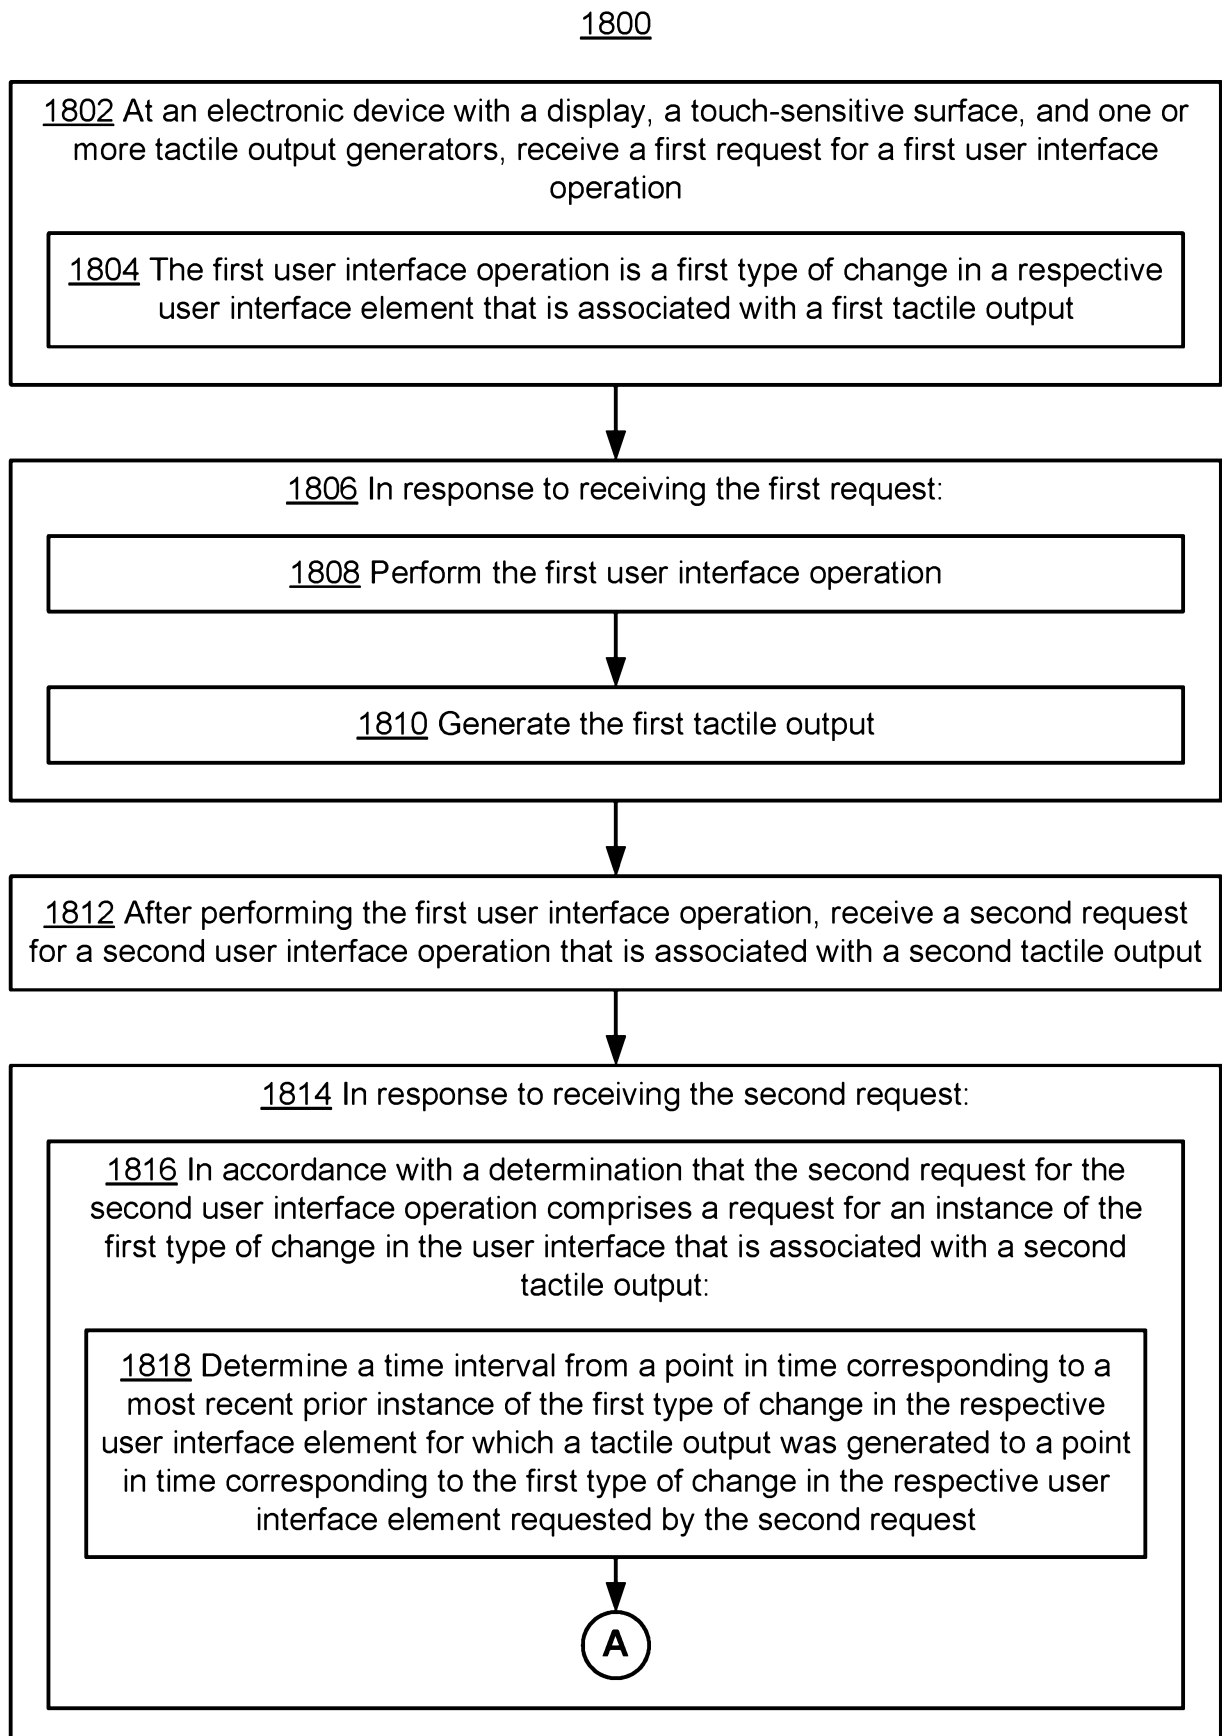 1800
1802 At an electronic device with a display, a touch-sensitive surface, and one or
more tactile output generators, receive a first request for a first user interface
operation
1804 The first user interface operation is a first type of change in a respective
user interface element that is associated with a first tactile output
1806 In response to receiving the first request:
1808 Perform the first user interface operation
1810 Generate the first tactile output
1812 After performing the first user interface operation, receive a second request
for a second user interface operation that is associated with a second tactile output
1814 In response to receiving the second request:
1816 In accordance with a determination that the second request for the
second user interface operation comprises a request for an instance of the
first type of change in the user interface that is associated with a second
tactile output:
1818 Determine a time interval from a point in time corresponding to a
most recent prior instance of the first type of change in the respective
user interface element for which a tactile output was generated to a point
in time corresponding to the first type of change in the respective user
interface element requested by the second request
A